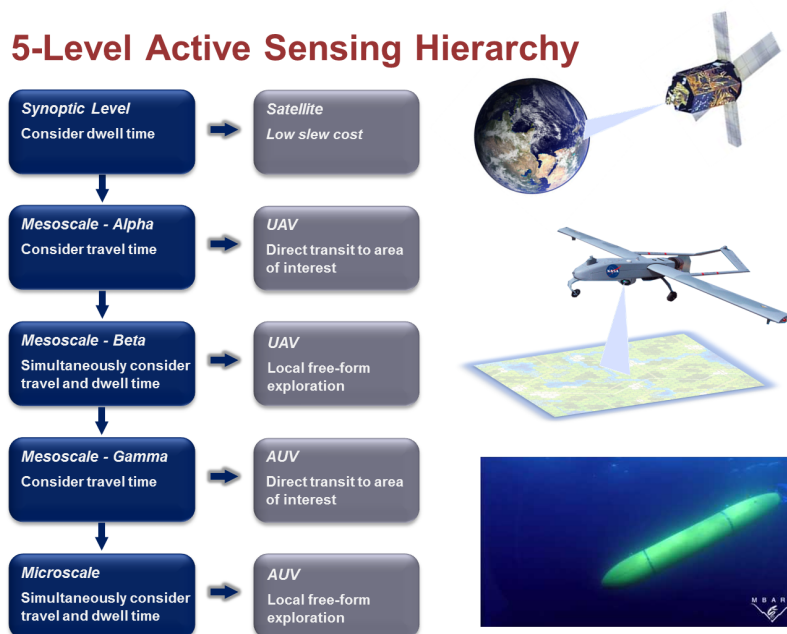 5-Level Active Sensing Hierarchy
Synoptic Level
Consider dwell time
Satellite
Low slew cost
Mesoscale - Alpha
Consider travel time
UAV
Direct transit to area
of interest
NASA
Mesoscale - Beta
Simultaneously consider
travel and dwell time
UAV
Local free-form
exploration
Mesoscale - Gamma
Consider travel time
AUV
Direct transit to area
of interest
Microscale
Simultaneously consider
travel and dwell time
AUV
Local free-form
exploration
MBAR